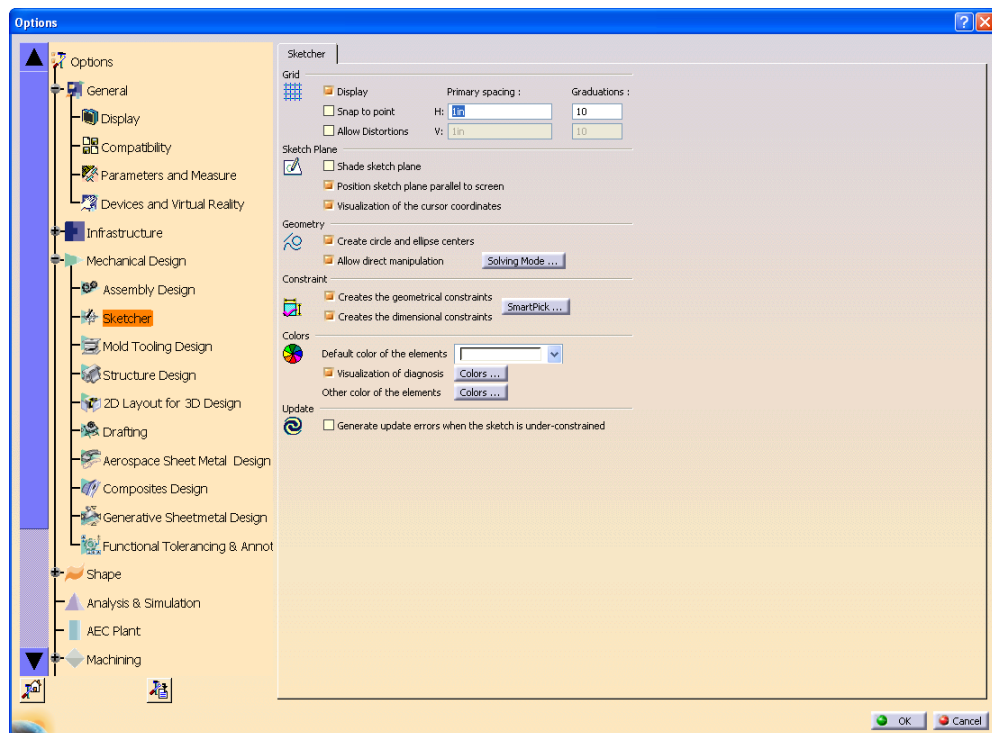 Options
Options
General
Display
Compatibility
Parameters and Measure
Devices and Virtual Reality
Infrastructure
Mechanical Design
Assembly Design
Sketcher
Mold Tooling Design
Structure Design
2D Layout for 3D Design
Drafting
Aerospace Sheet Metal Design
Composites Design
Generative Sheetmetal Design
Functional Tolerancing & Annot
Shape
Analysis & Simulation
AEC Plant
Machining
Sketcher
Grid
Display Primary spacing : Graduations :
Snap to point H: 1in 10
Allow Distortions V: 1in 10
Sketch Plane
Shade sketch plane
Position sketch plane parallel to screen
Visualization of the cursor coordinates
Geometry
Create circle and ellipse centers
Allow direct manipulation Solving Mode ...
Constraint
Creates the geometrical constraints
SmartPick ...
Creates the dimensional constraints
Colors
Default color of the elements
Visualization of diagnosis Colors ...
Other color of the elements Colors ...
Update
Generate update errors when the sketch is under-constrained
OK Cancel